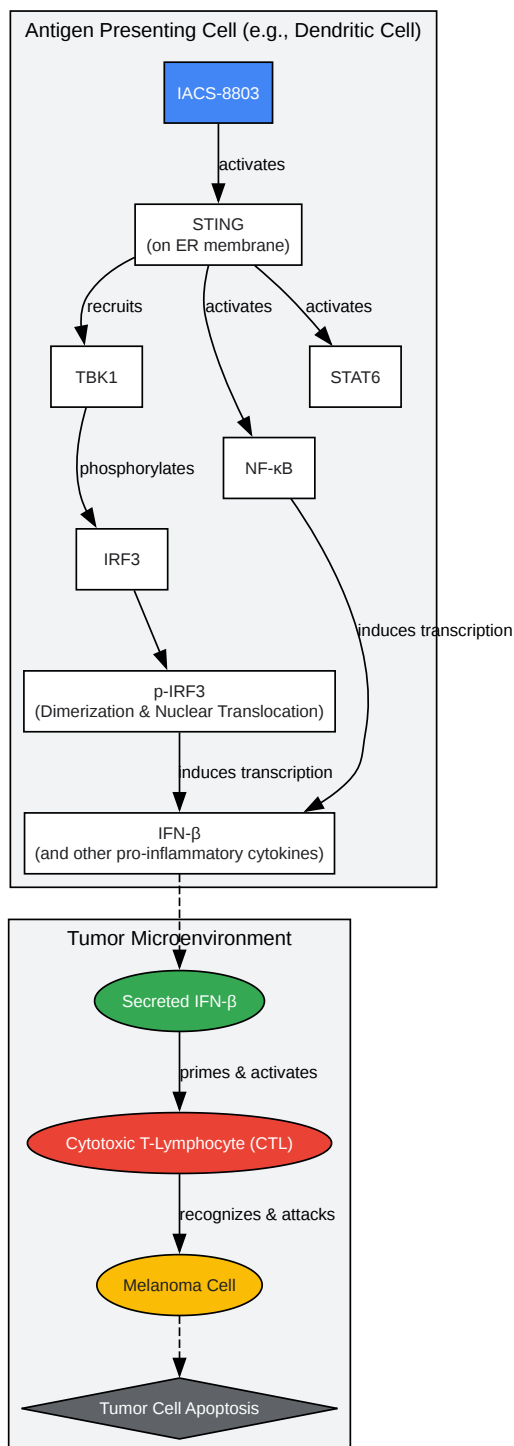 Antigen Presenting Cell (e.g., Dendritic Cell)
IACS-8803
activates
STING
(on ER membrane)
recruits
activates
activates
TBK1
STAT6
phosphorylates
NF-κB
IRF3
induces transcription
p-IRF3
(Dimerization & Nuclear Translocation)
induces transcription
IFN-β
(and other pro-inflammatory cytokines)
Tumor Microenvironment
Secreted IFN-β
primes & activates
Cytotoxic T-Lymphocyte (CTL)
recognizes & attacks
Melanoma Cell
Tumor Cell Apoptosis